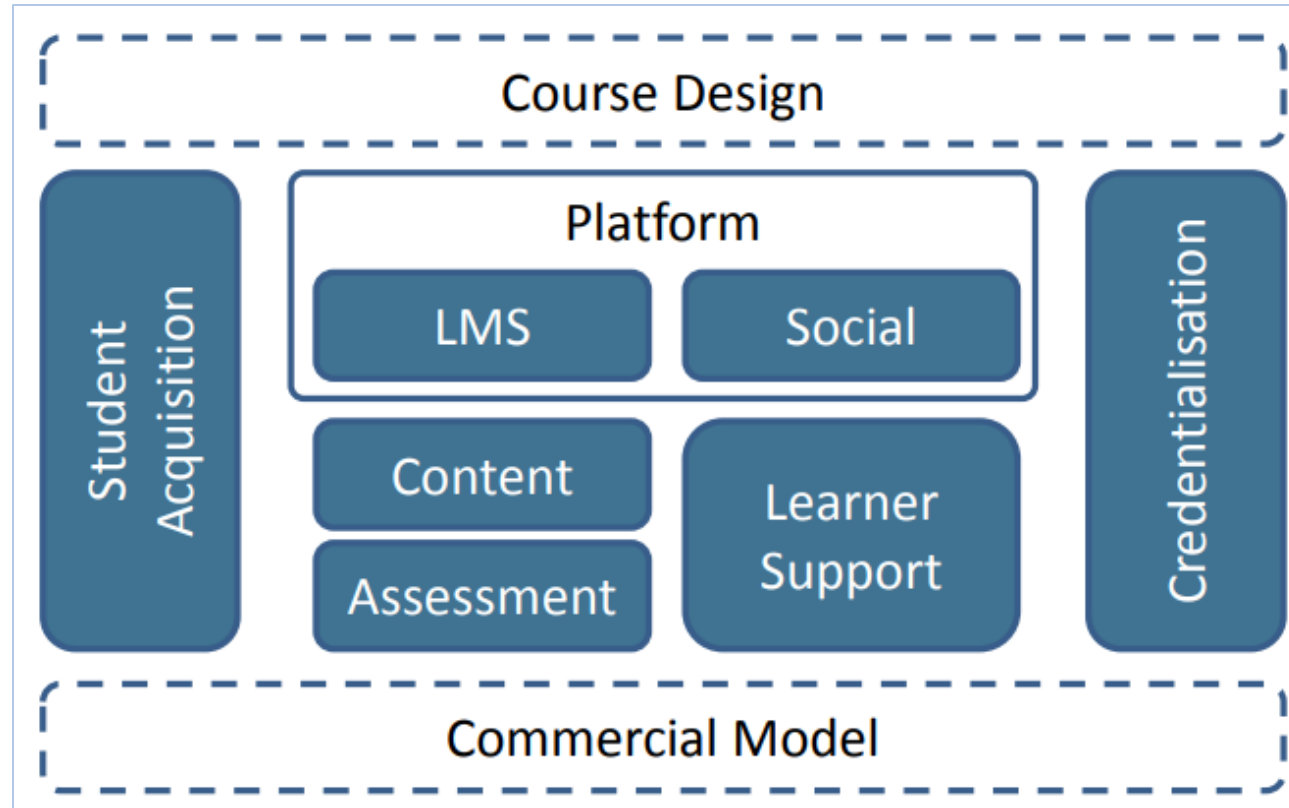 Course Design
Student
Acquisition
Platform
LMS
Social
Content
Assessment
Learner
Support
Credentialisation
Commercial Model